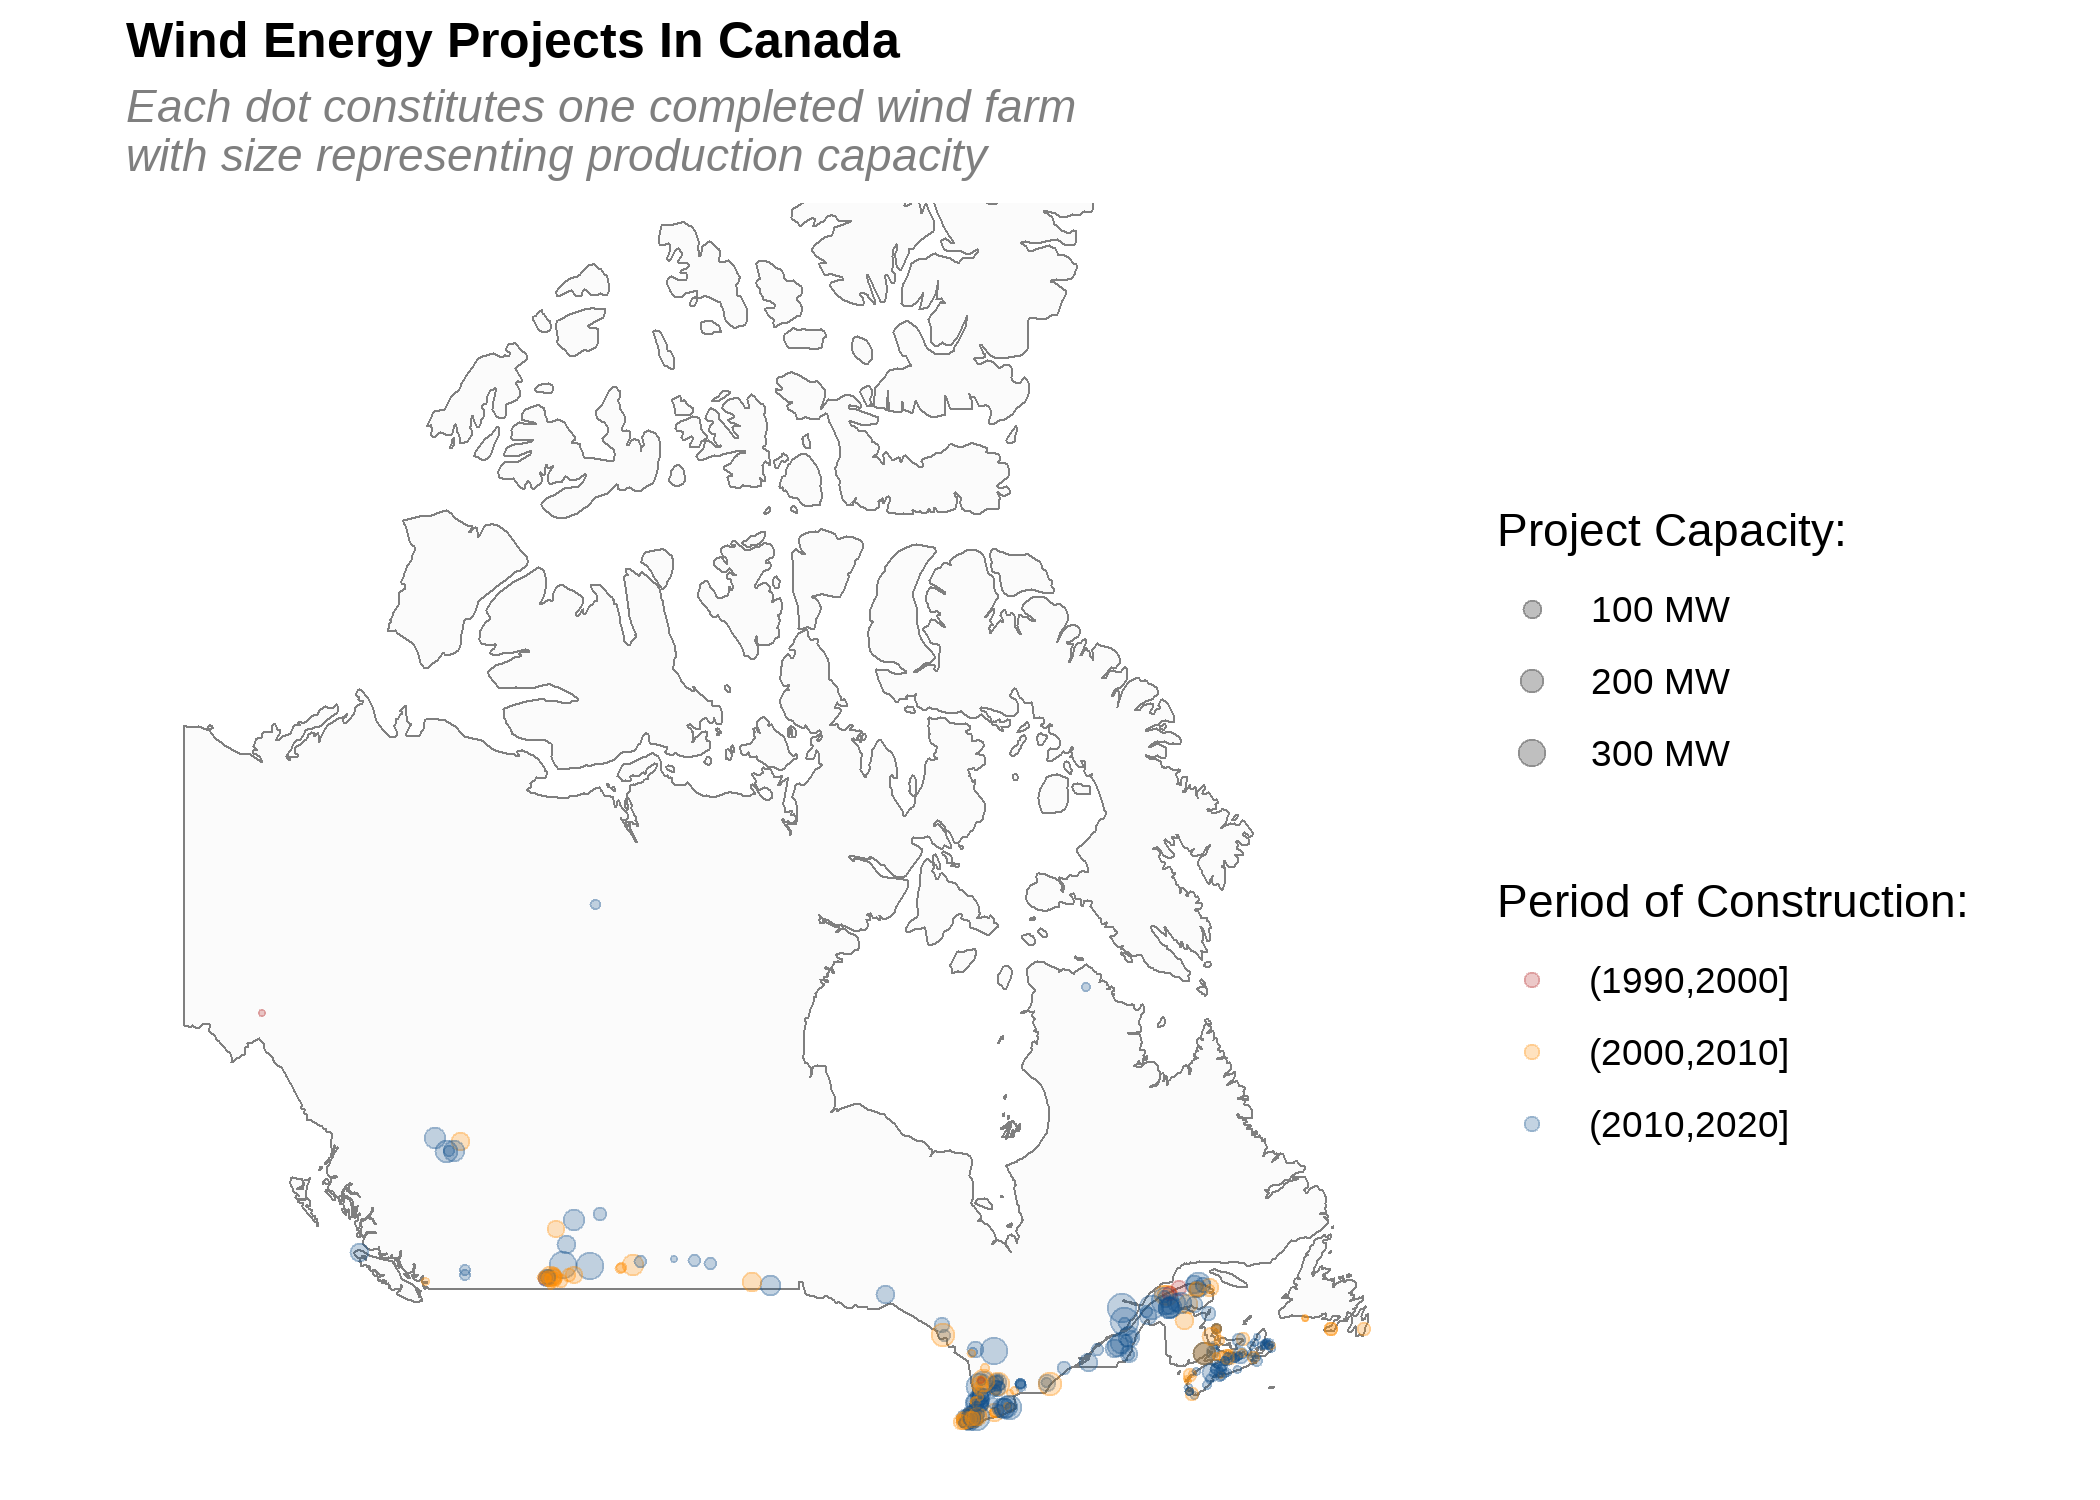 Wind Energy Projects In Canada
Each dot constitutes one completed wind farm
with size representing production capacity
Project Capacity:
100 MW
200 MW
300 MW
Period of Construction:
(1990,2000]
(2000,2010]
(2010,2020]